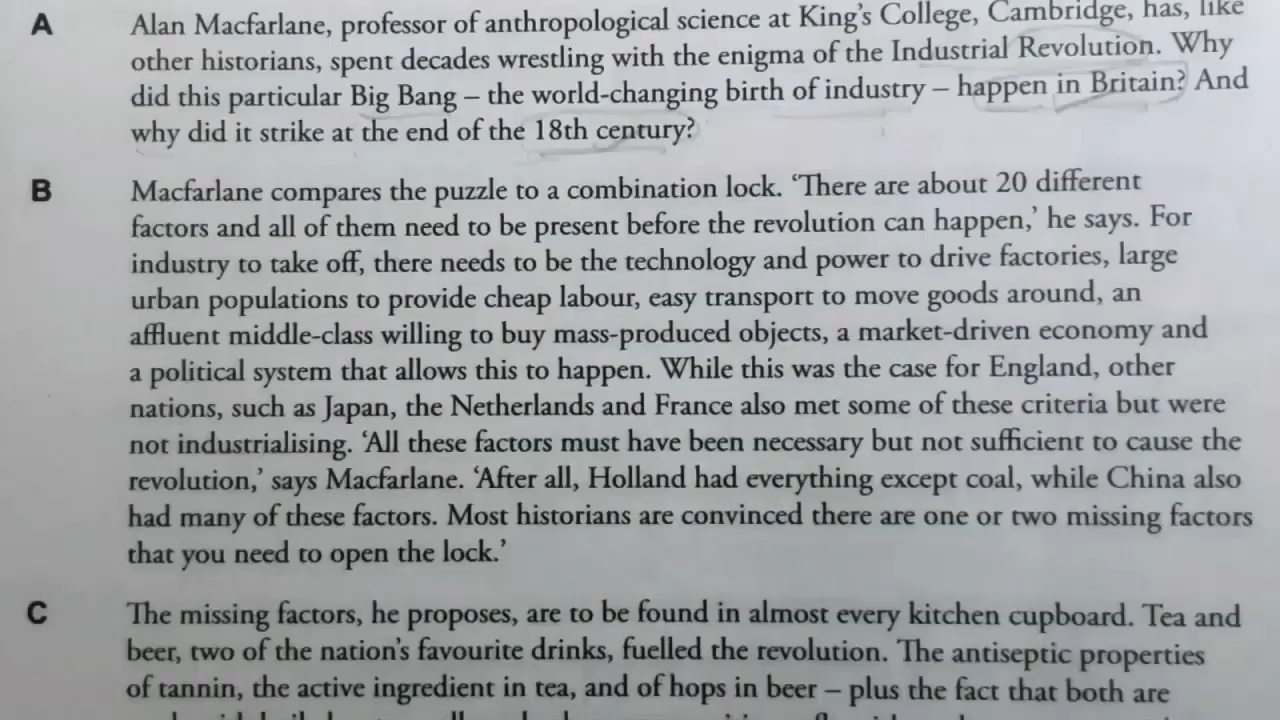 A Alan Macfarlane, professor of anthropological science at King's College, Cambridge, has, like
other historians, spent decades wrestling with the enigma of the Industrial Revolution. Why
did this particular Big Bang – the world-changing birth of industry – happen in Britain? And
why did it strike at the end of the 18th century?
B Macfarlane compares the puzzle to a combination lock. ‘There are about 20 different
factors and all of them need to be present before the revolution can happen,’ he says. For
industry to take off, there needs to be the technology and power to drive factories, large
urban populations to provide cheap labour, easy transport to move goods around, an
affluent middle-class willing to buy mass-produced objects, a market-driven economy and
a political system that allows this to happen. While this was the case for England, other
nations, such as Japan, the Netherlands and France also met some of these criteria but were
not industrialising. ‘All these factors must have been necessary but not sufficient to cause the
revolution,’ says Macfarlane. ‘After all, Holland had everything except coal, while China also
had many of these factors. Most historians are convinced there are one or two missing factors
that you need to open the lock.’
C The missing factors, he proposes, are to be found in almost every kitchen cupboard. Tea and
beer, two of the nation's favourite drinks, fuelled the revolution. The antiseptic properties
of tannin, the active ingredient in tea, and of hops in beer – plus the fact that both are